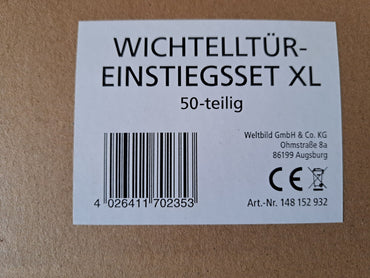 WICHTELLTÜR-
EINSTIEGSSET XL
50-teilig
Weltbild GmbH & Co. KG
Ohmstraße 8a
86199 Augsburg
CE
4 026411 702353
Art.-Nr. 148 152 932